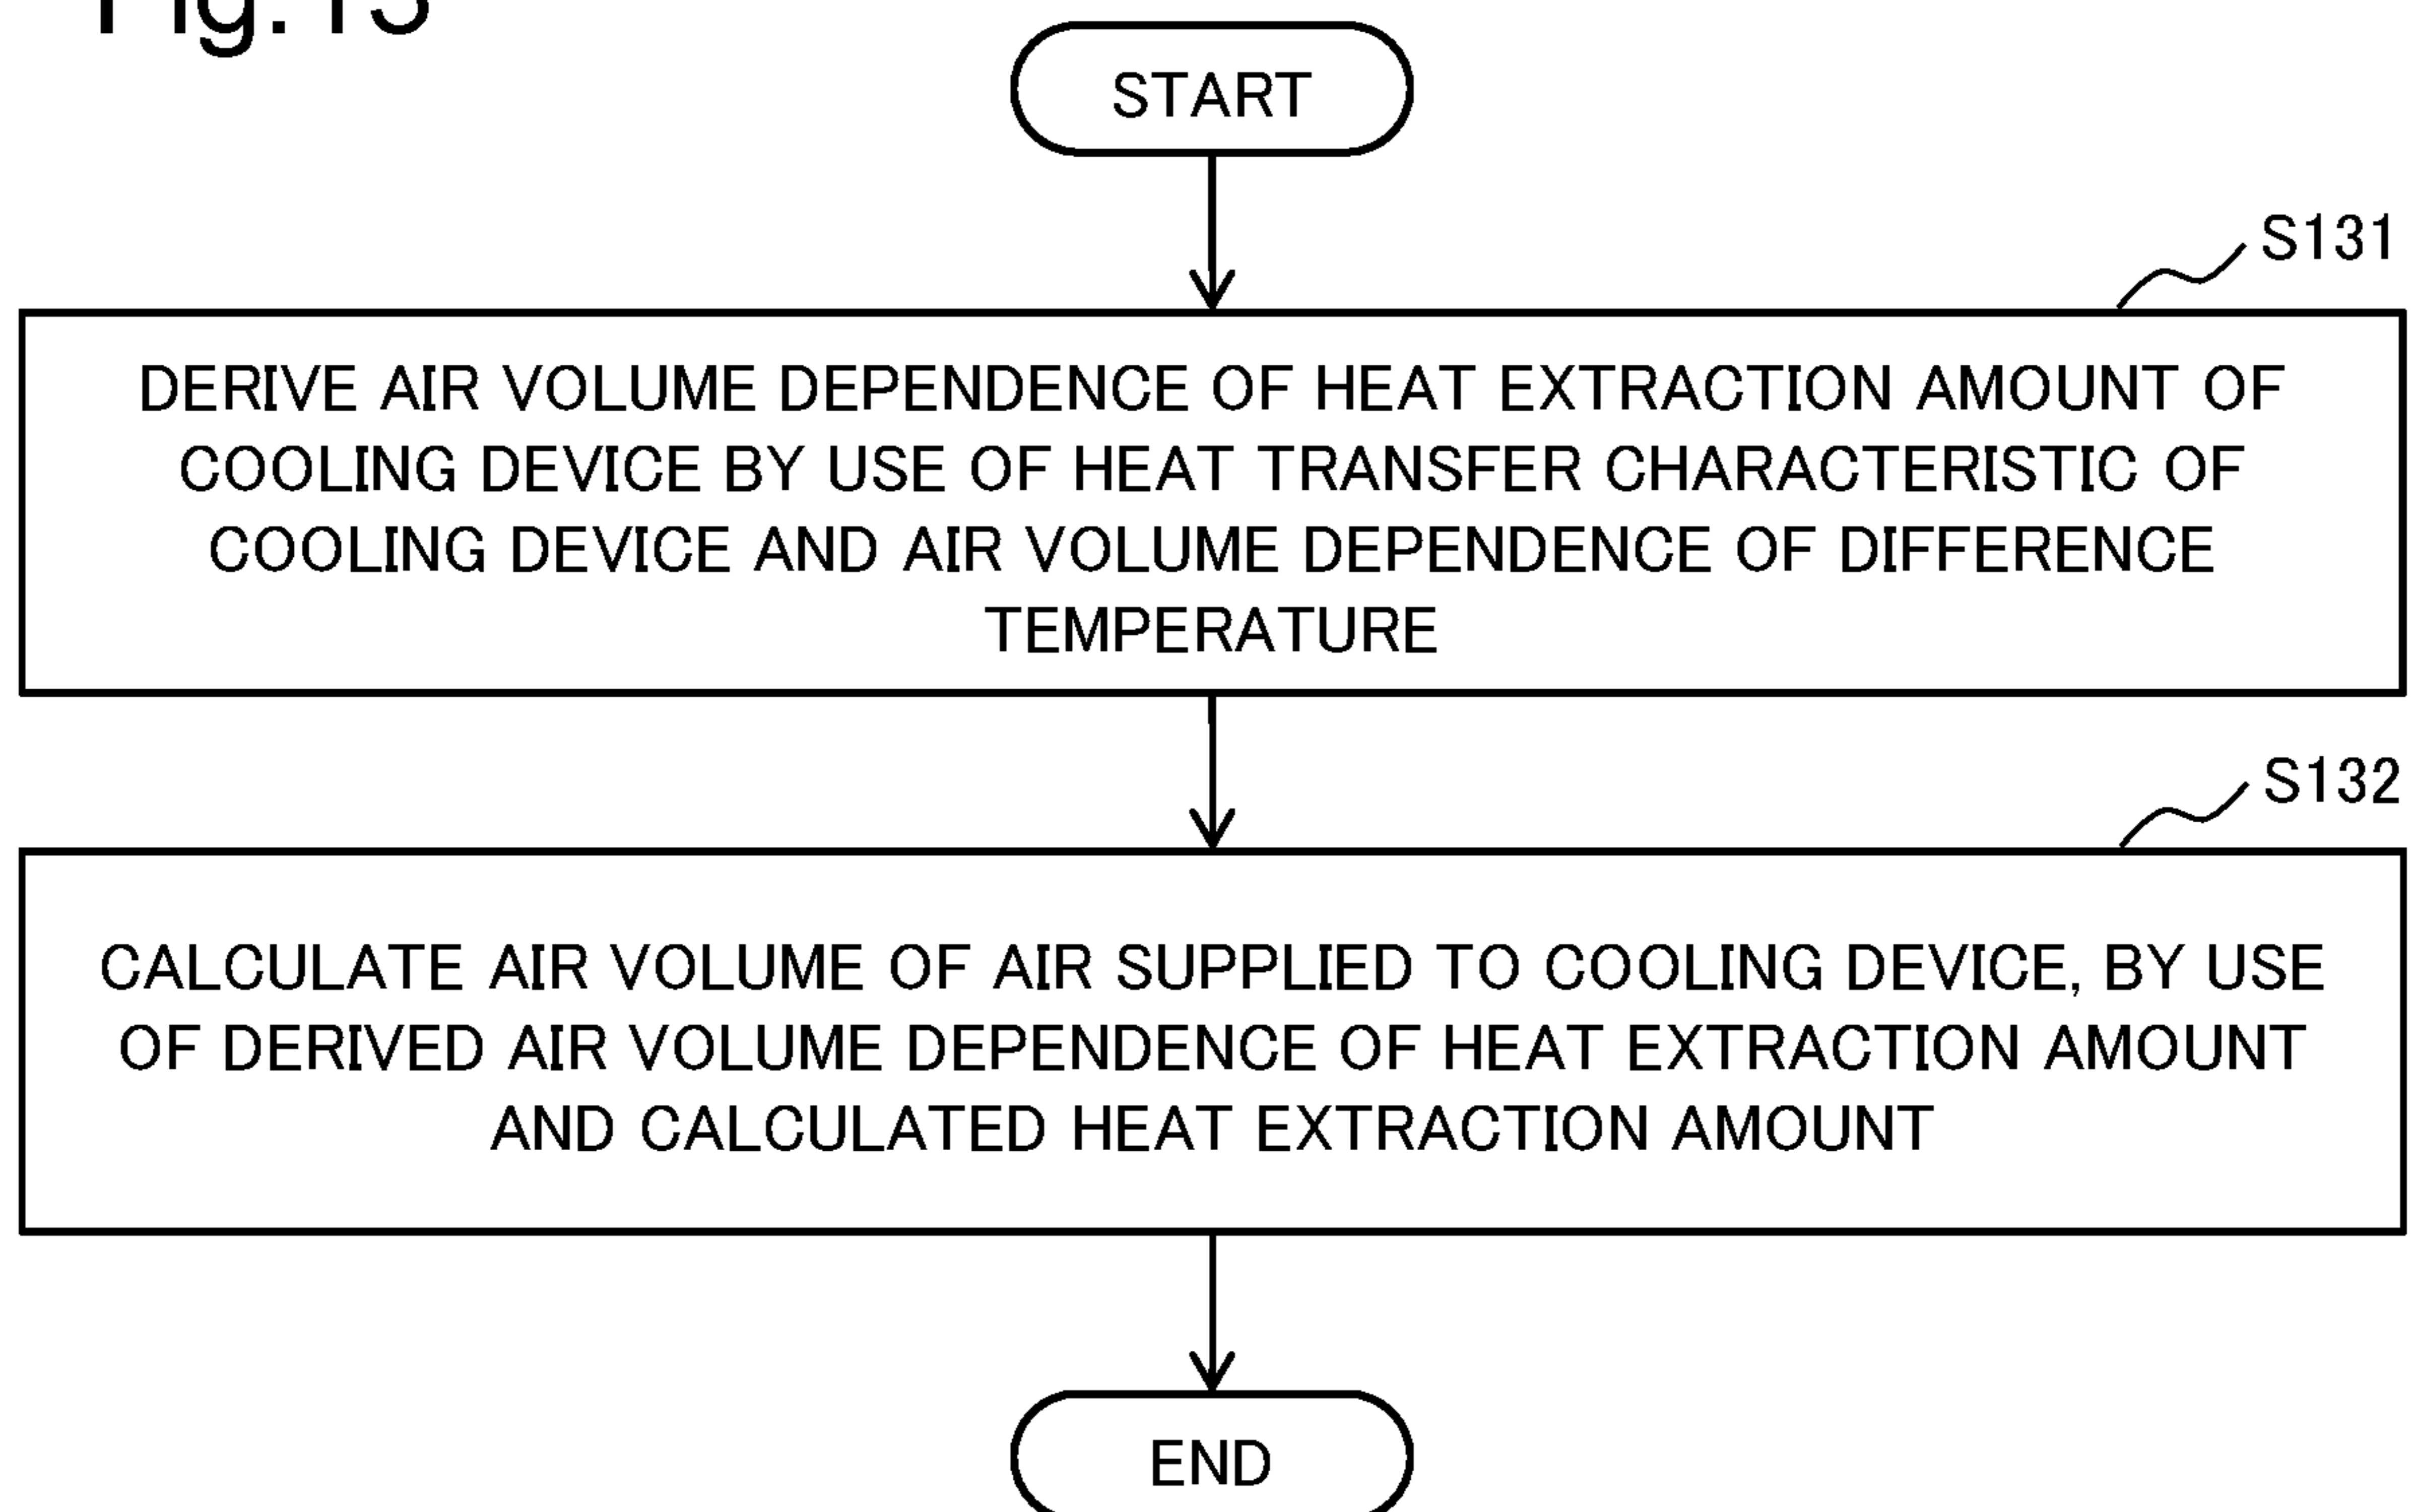 START
S131
DERIVE AIR VOLUME DEPENDENCE OF HEAT EXTRACTION AMOUNT OF
COOLING DEVICE BY USE OF HEAT TRANSFER CHARACTERISTIC OF
COOLING DEVICE AND AIR VOLUME DEPENDENCE OF DIFFERENCE
TEMPERATURE
S132
CALCULATE AIR VOLUME OF AIR SUPPLIED TO COOLING DEVICE, BY USE
OF DERIVED AIR VOLUME DEPENDENCE OF HEAT EXTRACTION AMOUNT
AND CALCULATED HEAT EXTRACTION AMOUNT
END